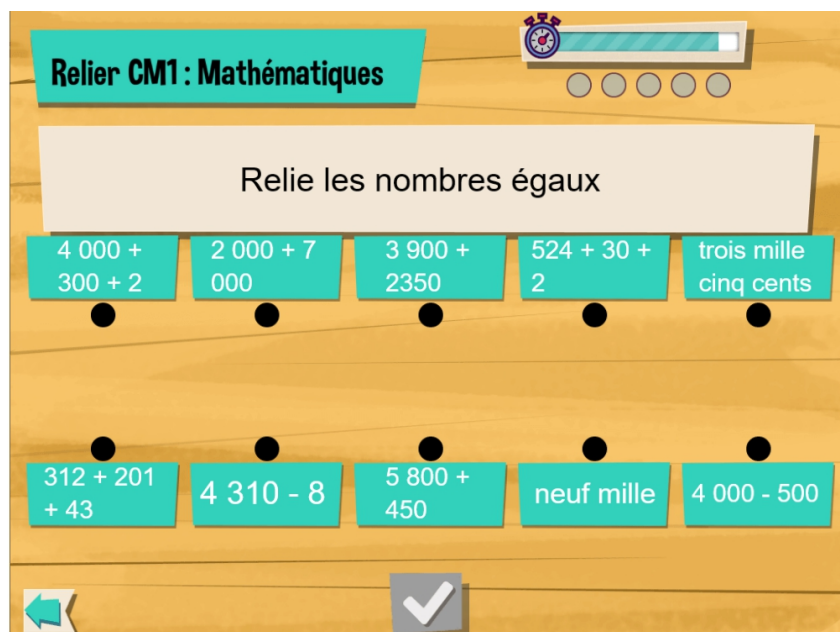 Relier CM1 : Mathématiques
Relie les nombres égaux
4 000 +
300 + 2
2 000 + 7
000
3 900 +
2350
524 + 30 +
2
trois mille
cinq cents
312 + 201
+ 43
4 310 - 8
5 800 +
450
neuf mille
4 000 - 500